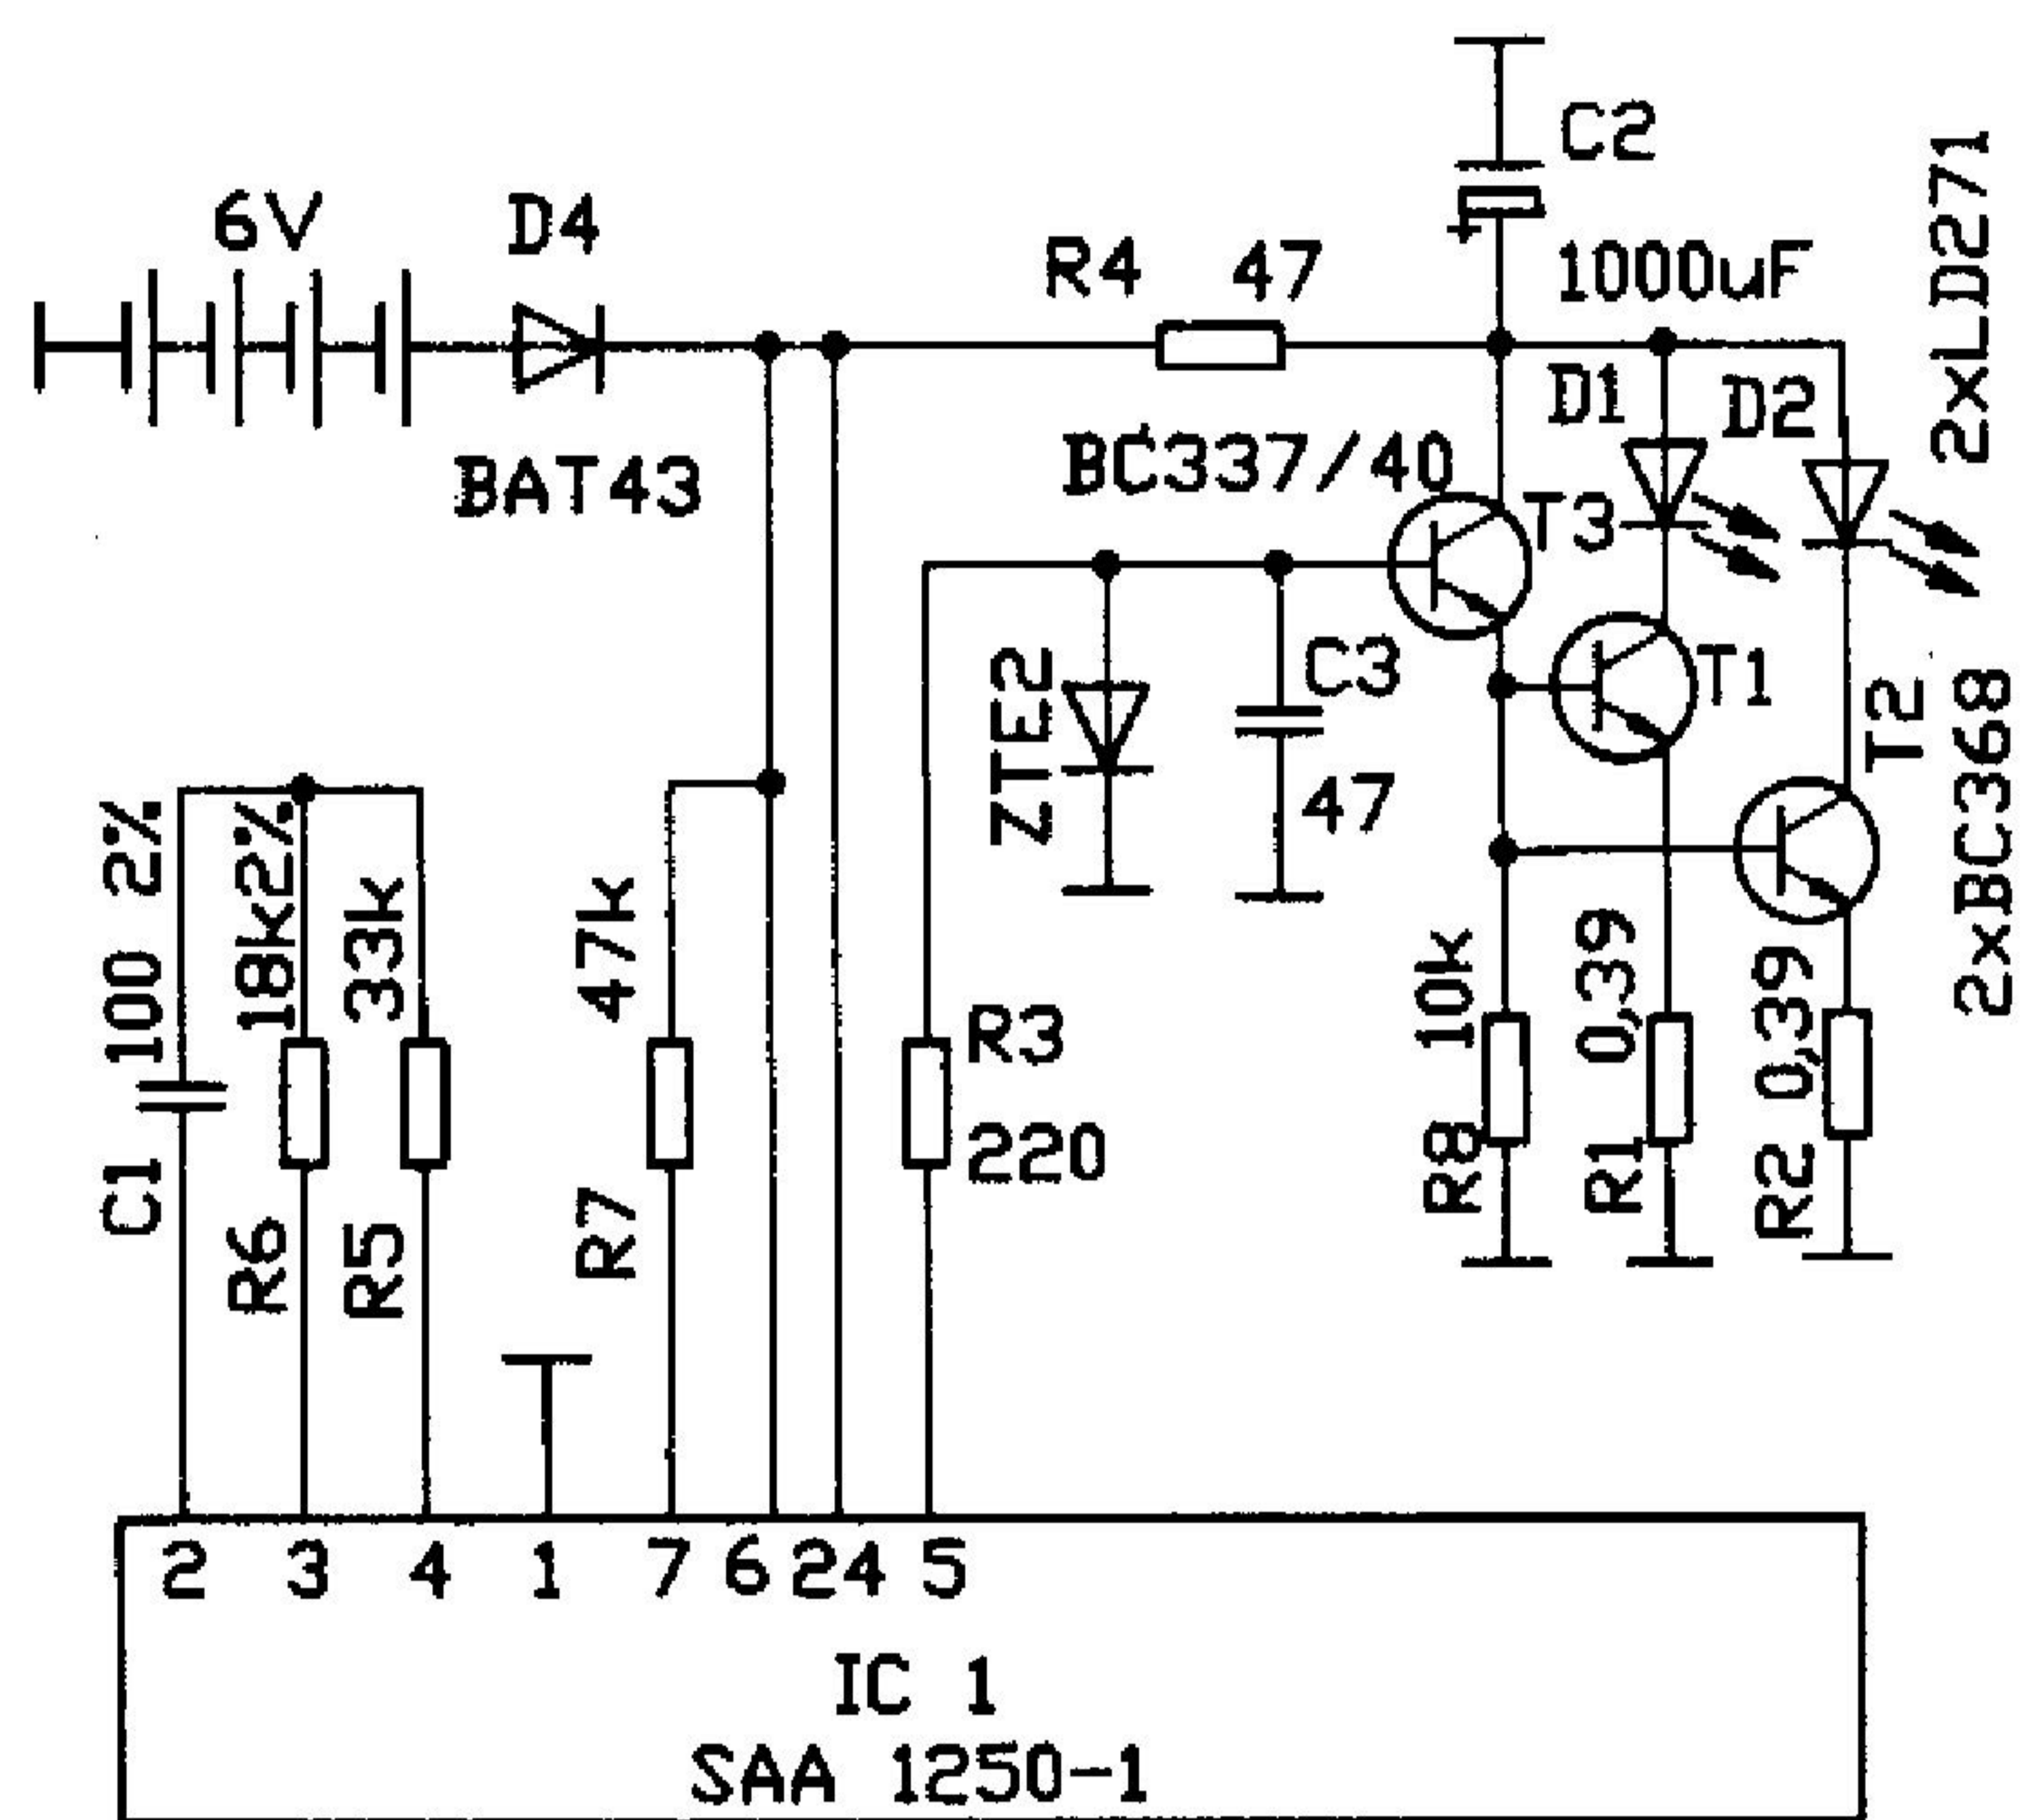 C2
6V
D4
R4 47
1000uF
2xLD271
D1
D2
BAT43
BC337/40
T3
ZTE2
C3
47
T1
T2
2xBC368
C1 100 2%
R6 18k2%
R5 33k
R7 47k
R3
220
R8 10k
R1 0,39
R2 0,39
2 3 4 1 7 6 24 5
IC 1
SAA 1250-1